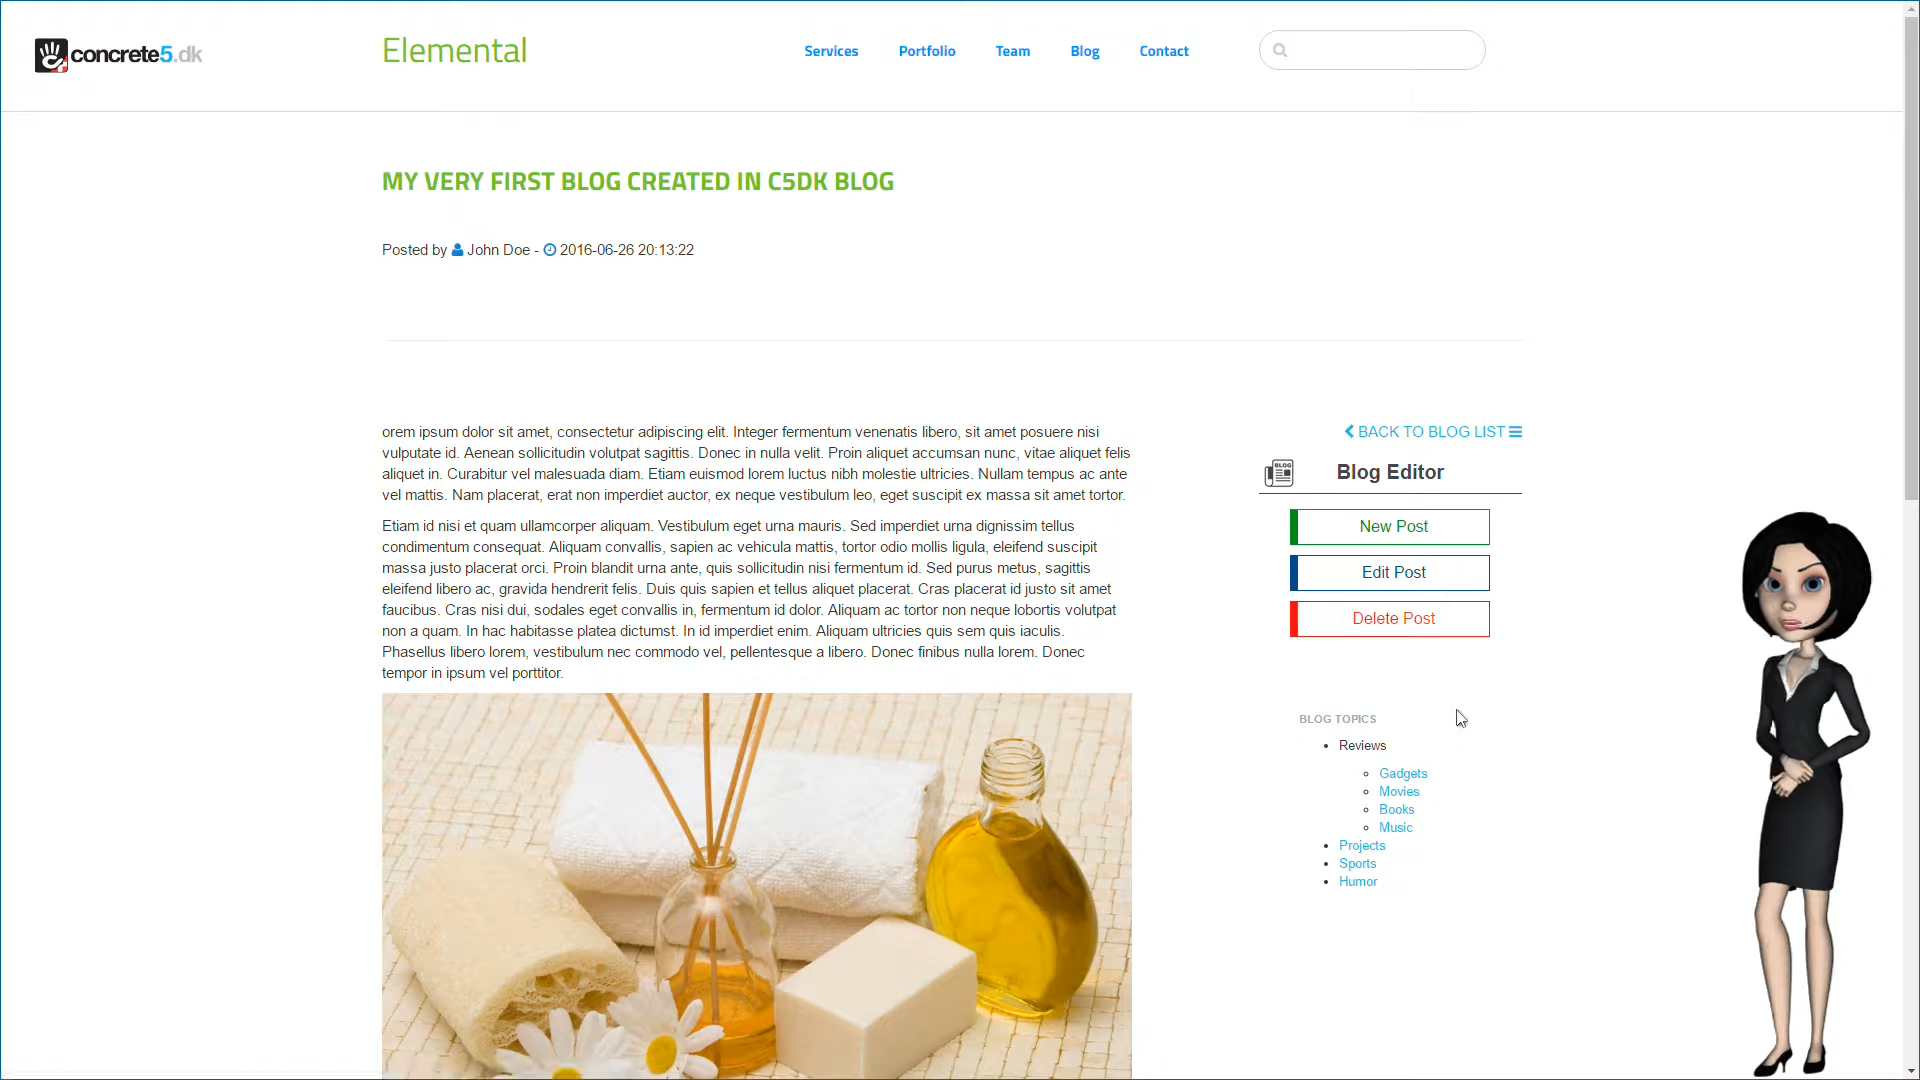 concrete5.dk
Elemental
Services Portfolio Team Blog Contact
MY VERY FIRST BLOG CREATED IN C5DK BLOG
Posted by John Doe - 2016-06-26 20:13:22
orem ipsum dolor sit amet, consectetur adipiscing elit. Integer fermentum venenatis libero, sit amet posuere nisi
vulputate id. Aenean sollicitudin volutpat sagittis. Donec in nulla velit. Proin aliquet accumsan nunc, vitae aliquet felis
aliquet in. Curabitur vel malesuada diam. Etiam euismod lorem luctus nibh molestie ultricies. Nullam tempus ac ante
vel mattis. Nam placerat, erat non imperdiet auctor, ex neque vestibulum leo, eget suscipit ex massa sit amet tortor.
Etiam id nisi et quam ullamcorper aliquam. Vestibulum eget urna mauris. Sed imperdiet urna dignissim tellus
condimentum consequat. Aliquam convallis, sapien ac vehicula mattis, tortor odio mollis ligula, eleifend suscipit
massa justo placerat orci. Proin blandit urna ante, quis sollicitudin nisi fermentum id. Sed purus metus, sagittis
eleifend libero ac, gravida hendrerit felis. Duis quis sapien et tellus aliquet placerat. Cras placerat id justo sit amet
faucibus. Cras nisi dui, sodales eget convallis in, fermentum id dolor. Aliquam ac tortor non neque lobortis volutpat
non a quam. In hac habitasse platea dictumst. In id imperdiet enim. Aliquam ultricies quis sem quis iaculis.
Phasellus libero lorem, vestibulum nec commodo vel, pellentesque a libero. Donec finibus nulla lorem. Donec
tempor in ipsum vel porttitor.
BACK TO BLOG LIST
BLOG
Blog Editor
New Post
Edit Post
Delete Post
BLOG TOPICS
Reviews
Gadgets
Movies
Books
Music
Projects
Sports
Humor